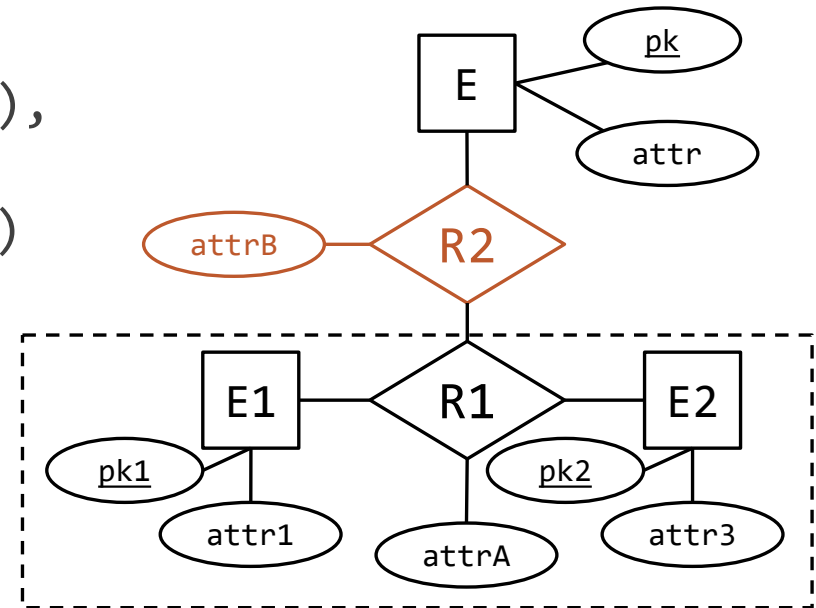 ),
)
pk
E
attr
attrB
R2
E1
R1
E2
pk1
pk2
attr1
attrA
attr3